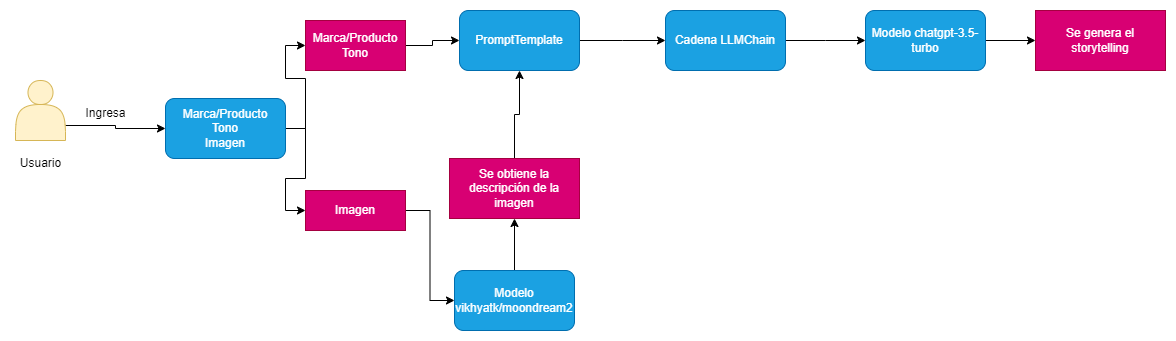 Usuario
Ingresa
Marca/Producto
Tono
Imagen
Marca/Producto
Tono
Imagen
Modelo
vikhyatk/moondream2
Se obtiene la
descripción de la
imagen
PromptTemplate
Cadena LLMChain
Modelo chatgpt-3.5-
turbo
Se genera el
storytelling